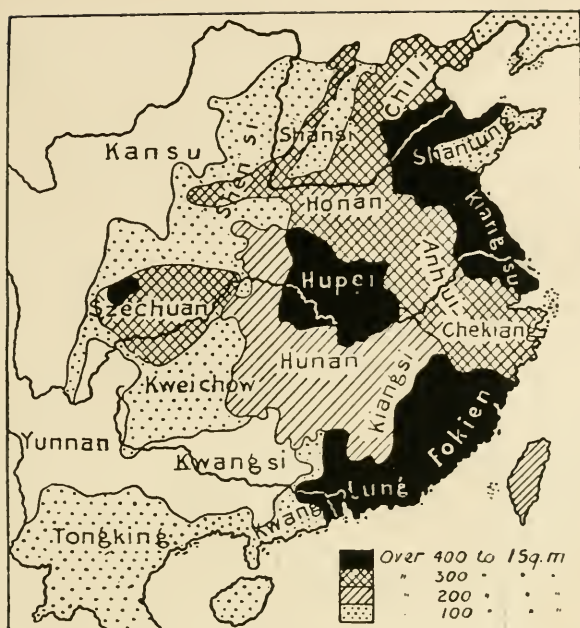 Chili
Shansi
Kansu
Shensi
Shantung
Honan
Kiangsu
Anhui
Hupei
Szechuan
Chekiang
Hunan
Kiangsi
Kweichow
Fokien
Yunnan
Kwangsi
Kwang tung
Tongking
Over 400 to 1 Sq. m
" 300 " " "
" 200 " " "
" 100 " " "